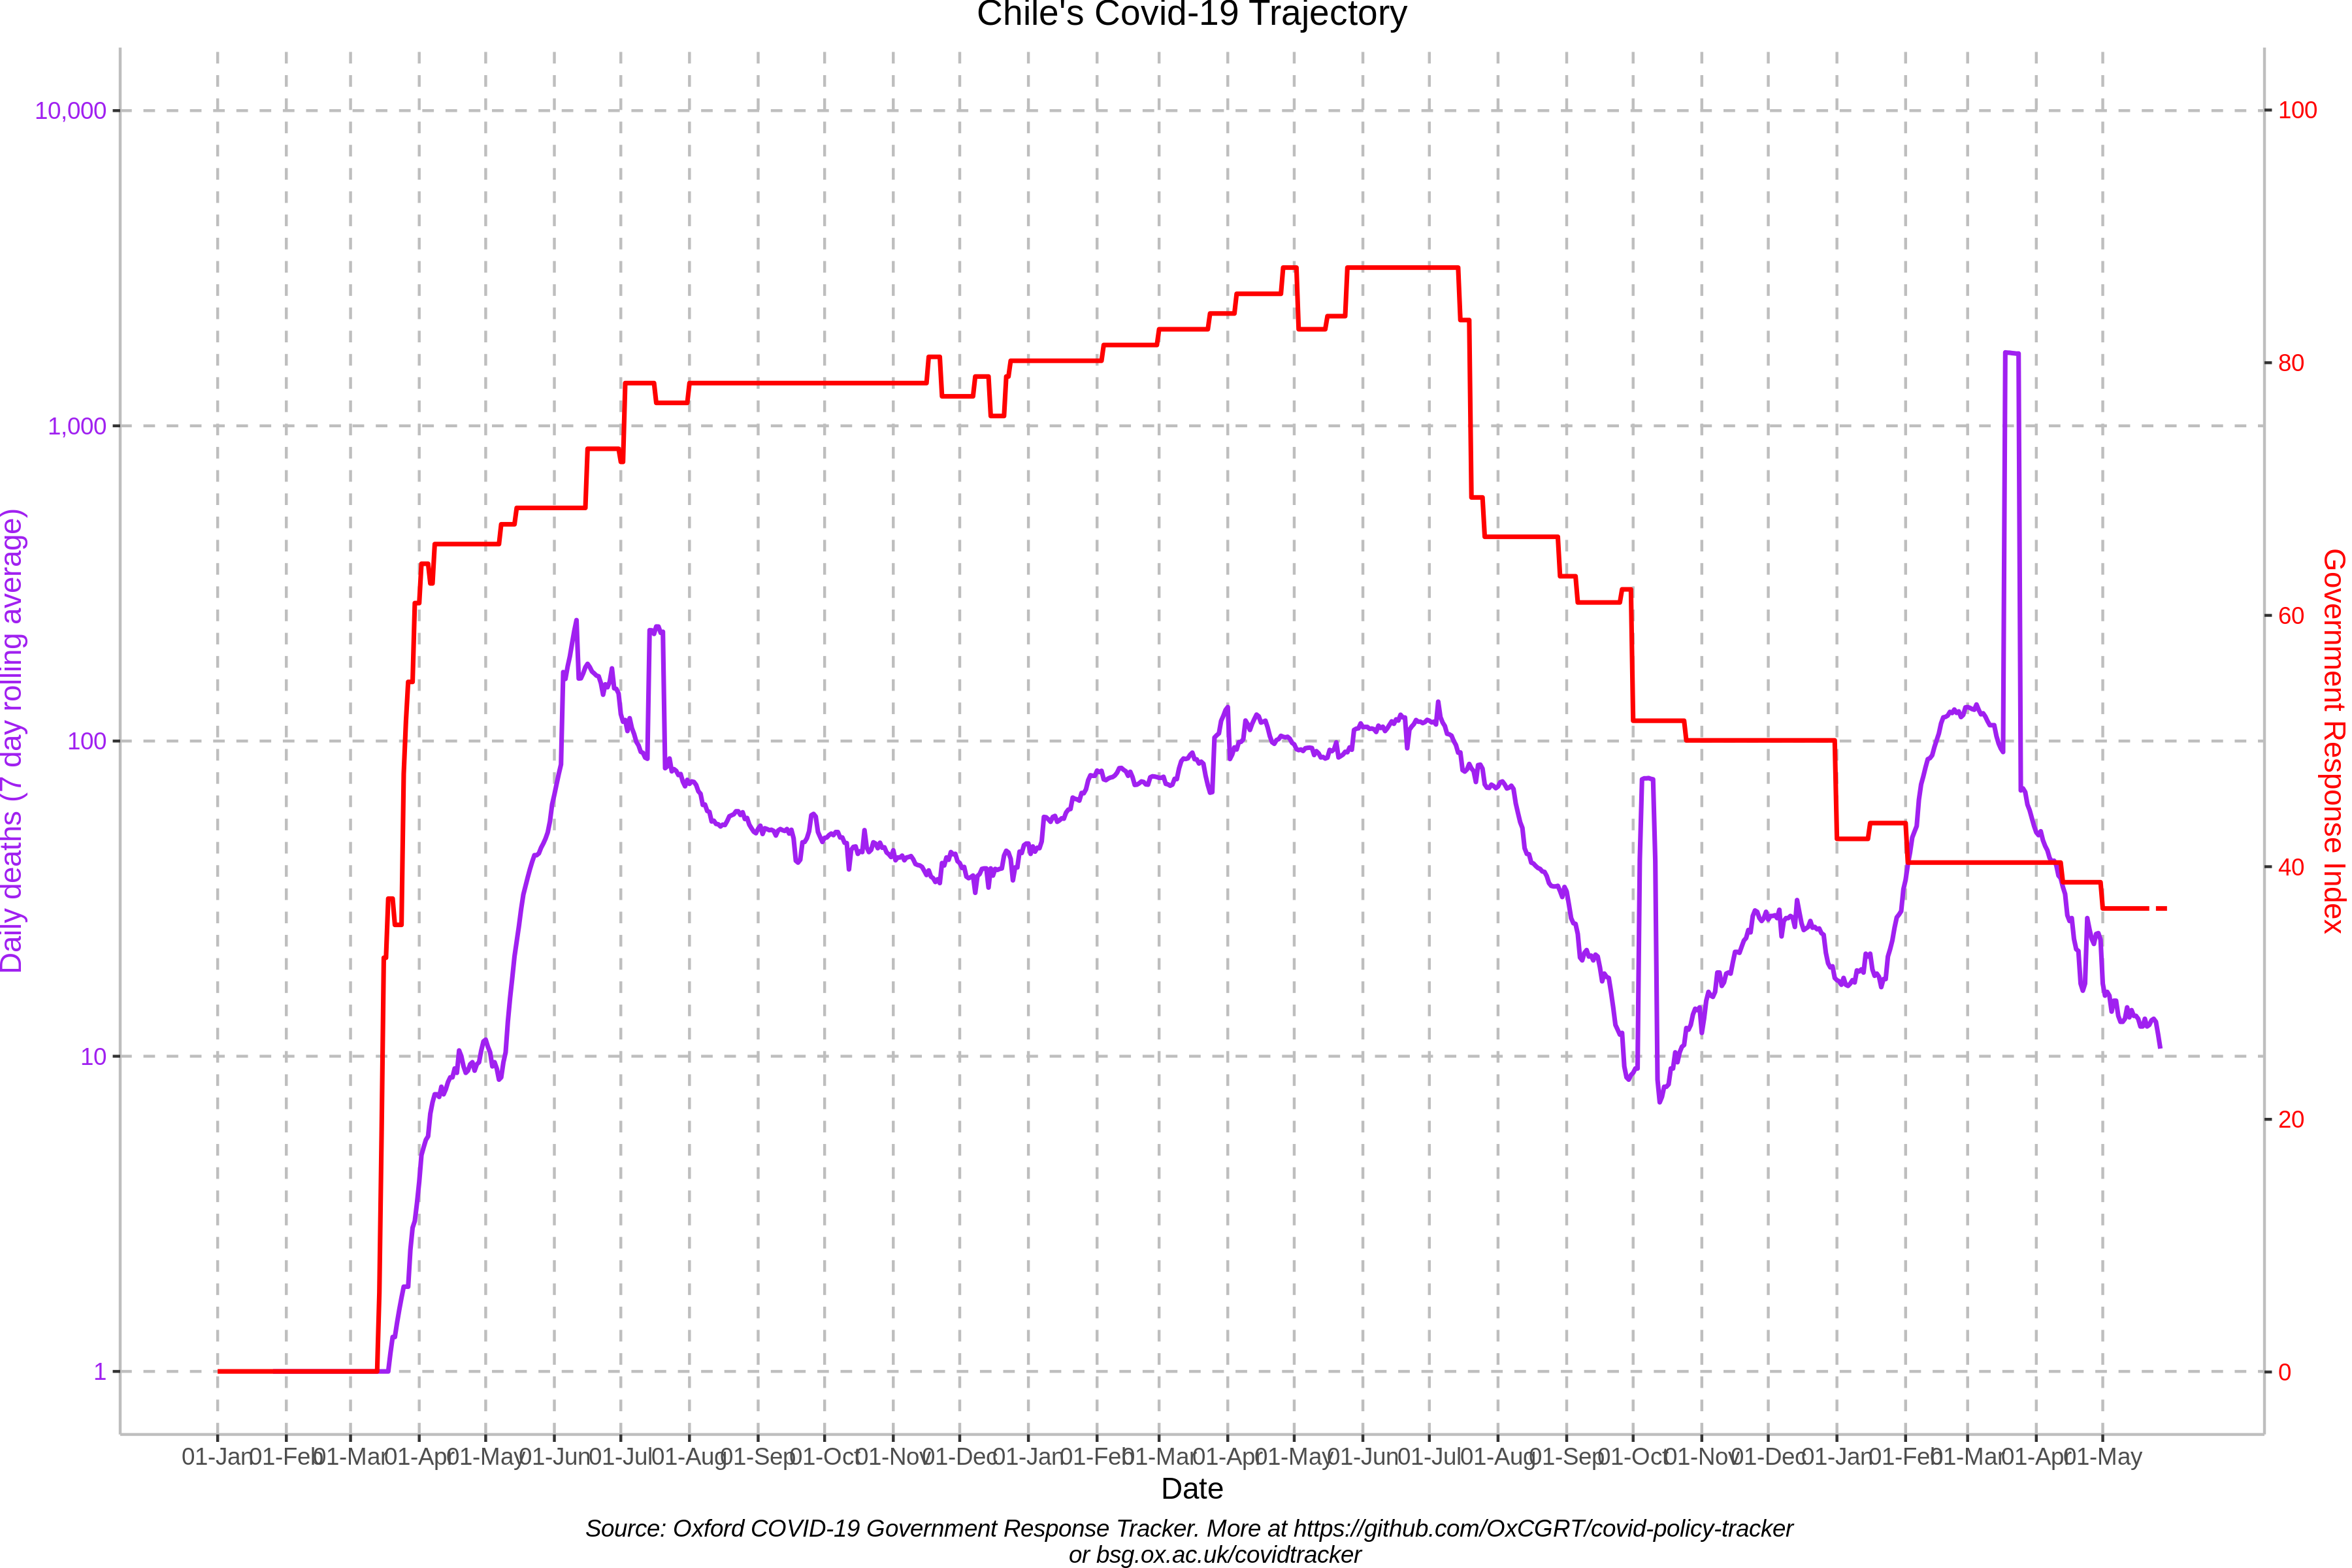 Chile's Covid-19 Trajectory
10,000
1,000
100
10
1
Daily deaths (7 day rolling average)
100
80
60
40
20
0
Government Response Index
01-Jan 01-Feb 01-Mar 01-Apr 01-May 01-Jun 01-Jul 01-Aug 01-Sep 01-Oct 01-Nov 01-Dec 01-Jan 01-Feb 01-Mar 01-Apr 01-May 01-Jun 01-Jul 01-Aug 01-Sep 01-Oct 01-Nov 01-Dec 01-Jan 01-Feb 01-Mar 01-Apr 01-May
Date
Source: Oxford COVID-19 Government Response Tracker. More at https://github.com/OxCGRT/covid-policy-tracker
or bsg.ox.ac.uk/covidtracker